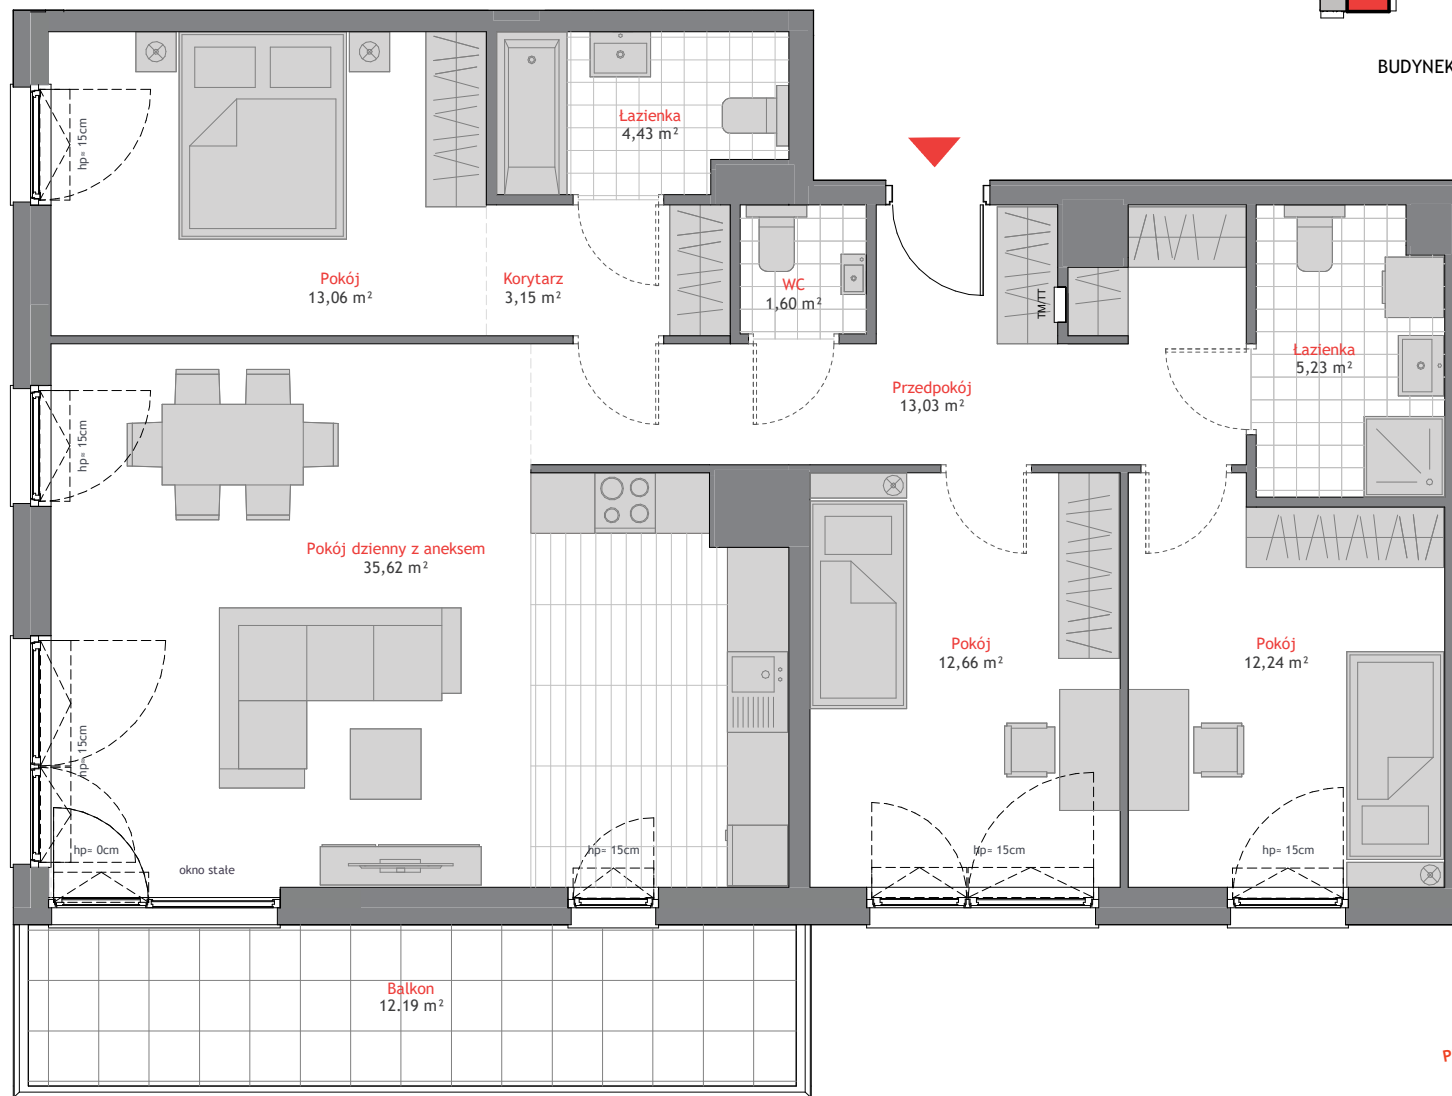 BUDYNEK
Łazienka
4,43 m²
hp= 15cm
Pokój
13,06 m²
Korytarz
3,15 m²
WC
1,60 m²
TM/TT
Łazienka
5,23 m²
Przedpokój
13,03 m²
hp= 15cm
Pokój dzienny z aneksem
35,62 m²
Pokój
12,66 m²
Pokój
12,24 m²
hp= 15cm
hp= 0cm
okno stałe
hp= 15cm
hp= 15cm
hp= 15cm
Balkon
12.19 m²
P